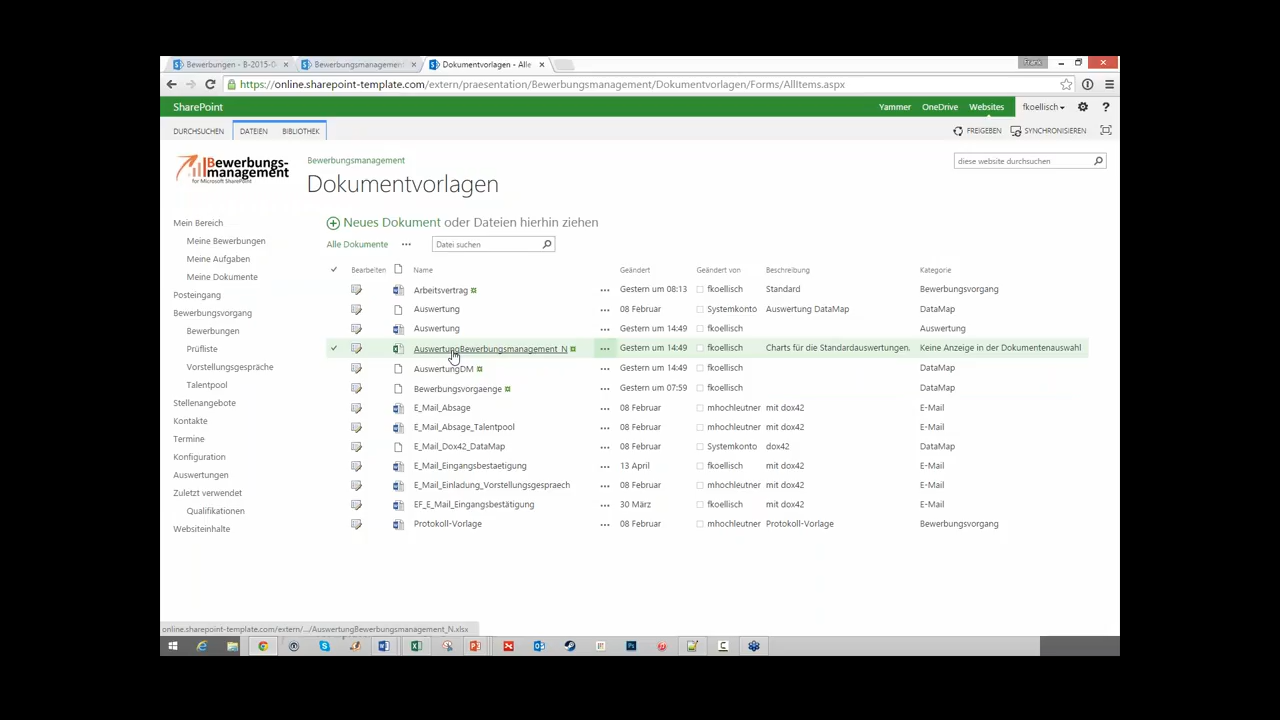 Bewerbungen - B-2015-D
Bewerbungsmanagement
Dokumentvorlagen - Alle
Frank
https://online.sharepoint-template.com/extern/praesentation/Bewerbungsmanagement/Dokumentvorlagen/Forms/AllItems.aspx
SharePoint
Yammer OneDrive Websites fkoellisch ?
DURCHSUCHEN DATEIEN BIBLIOTHEK
FREIGEBEN SYNCHRONISIEREN
Bewerbungs-
management
for Microsoft SharePoint
Bewerbungsmanagement
Dokumentvorlagen
diese website durchsuchen
Mein Bereich
Meine Bewerbungen
Meine Aufgaben
Meine Dokumente
Posteingang
Bewerbungsvorgang
Bewerbungen
Prüfliste
Vorstellungsgespräche
Talentpool
Stellenangebote
Kontakte
Termine
Konfiguration
Auswertungen
Zuletzt verwendet
Qualifikationen
Websiteinhalte
Neues Dokument oder Dateien hierhin ziehen
Alle Dokumente ... Datei suchen
Bearbeiten Name Geändert Geändert von Beschreibung Kategorie
Arbeitsvertrag ... Gestern um 08:13 fkoellisch Standard Bewerbungsvorgang
Auswertung ... 08 Februar Systemkonto Auswertung DataMap DataMap
Auswertung ... Gestern um 14:49 fkoellisch Auswertung
AuswertungBewerbungsmanagement_N ... Gestern um 14:49 fkoellisch Charts für die Standardauswertungen. Keine Anzeige in der Dokumentenauswahl
AuswertungDM ... Gestern um 14:49 fkoellisch DataMap
Bewerbungsvorgaenge ... Gestern um 07:59 fkoellisch DataMap
E_Mail_Absage ... 08 Februar mhochleutner mit dox42 E-Mail
E_Mail_Absage_Talentpool ... 08 Februar mhochleutner mit dox42 E-Mail
E_Mail_Dox42_DataMap ... 08 Februar Systemkonto dox42 DataMap
E_Mail_Eingangsbestaetigung ... 13 April fkoellisch mit dox42 E-Mail
E_Mail_Einladung_Vorstellungsgespraech ... 08 Februar mhochleutner mit dox42 E-Mail
EF_E_Mail_Eingangsbestätigung ... 30 März fkoellisch mit dox42 E-Mail
Protokoll-Vorlage ... 08 Februar mhochleutner Protokoll-Vorlage Bewerbungsvorgang
online.sharepoint-template.com/extern/.../AuswertungBewerbungsmanagement_N.xlsx